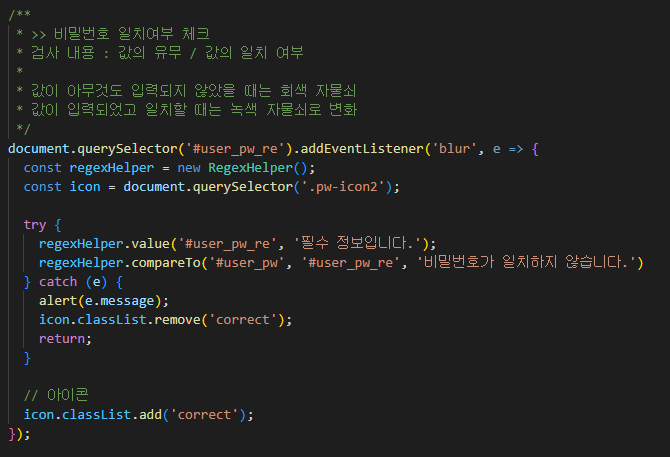 /**
 * >> 비밀번호 일치여부 체크
 * 검사 내용 : 값의 유무 / 값의 일치 여부
 *
 * 값이 아무것도 입력되지 않았을 때는 회색 자물쇠
 * 값이 입력되었고 일치할 때는 녹색 자물쇠로 변화
 */
document.querySelector('#user_pw_re').addEventListener('blur', e => {
  const regexHelper = new RegexHelper();
  const icon = document.querySelector('.pw-icon2');

  try {
    regexHelper.value('#user_pw_re', '필수 정보입니다.');
    regexHelper.compareTo('#user_pw', '#user_pw_re', '비밀번호가 일치하지 않습니다.')
  } catch (e) {
    alert(e.message);
    icon.classList.remove('correct');
    return;
  }

  // 아이콘
  icon.classList.add('correct');
});